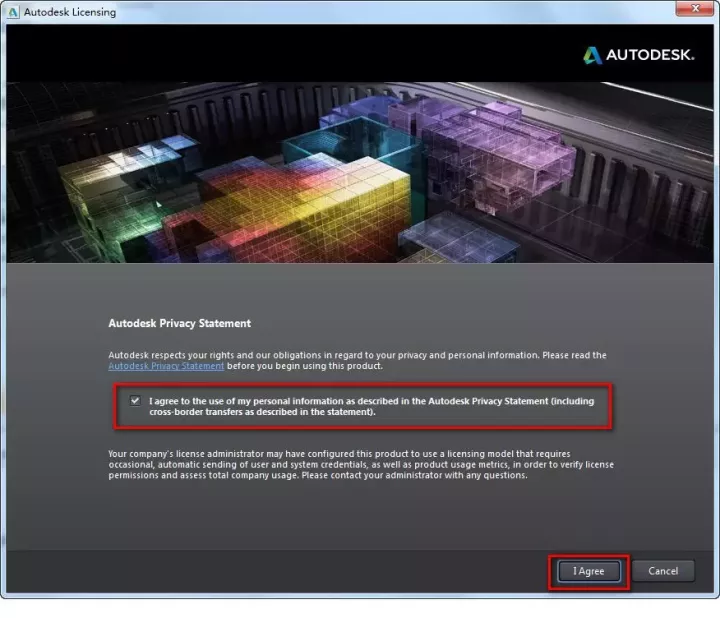 Autodesk Licensing
AUTODESK.
Autodesk Privacy Statement
Autodesk respects your rights and our obligations in regard to your privacy and personal information. Please read the
Autodesk Privacy Statement before you begin using this product.
I agree to the use of my personal information as described in the Autodesk Privacy Statement (including
cross-border transfers as described in the statement).
Your company's license administrator may have configured this product to use a licensing model that requires
occasional, automatic sending of user and system credentials, as well as product usage metrics, in order to verify license
permissions and assess total company usage. Please contact your administrator with any questions.
I Agree
Cancel